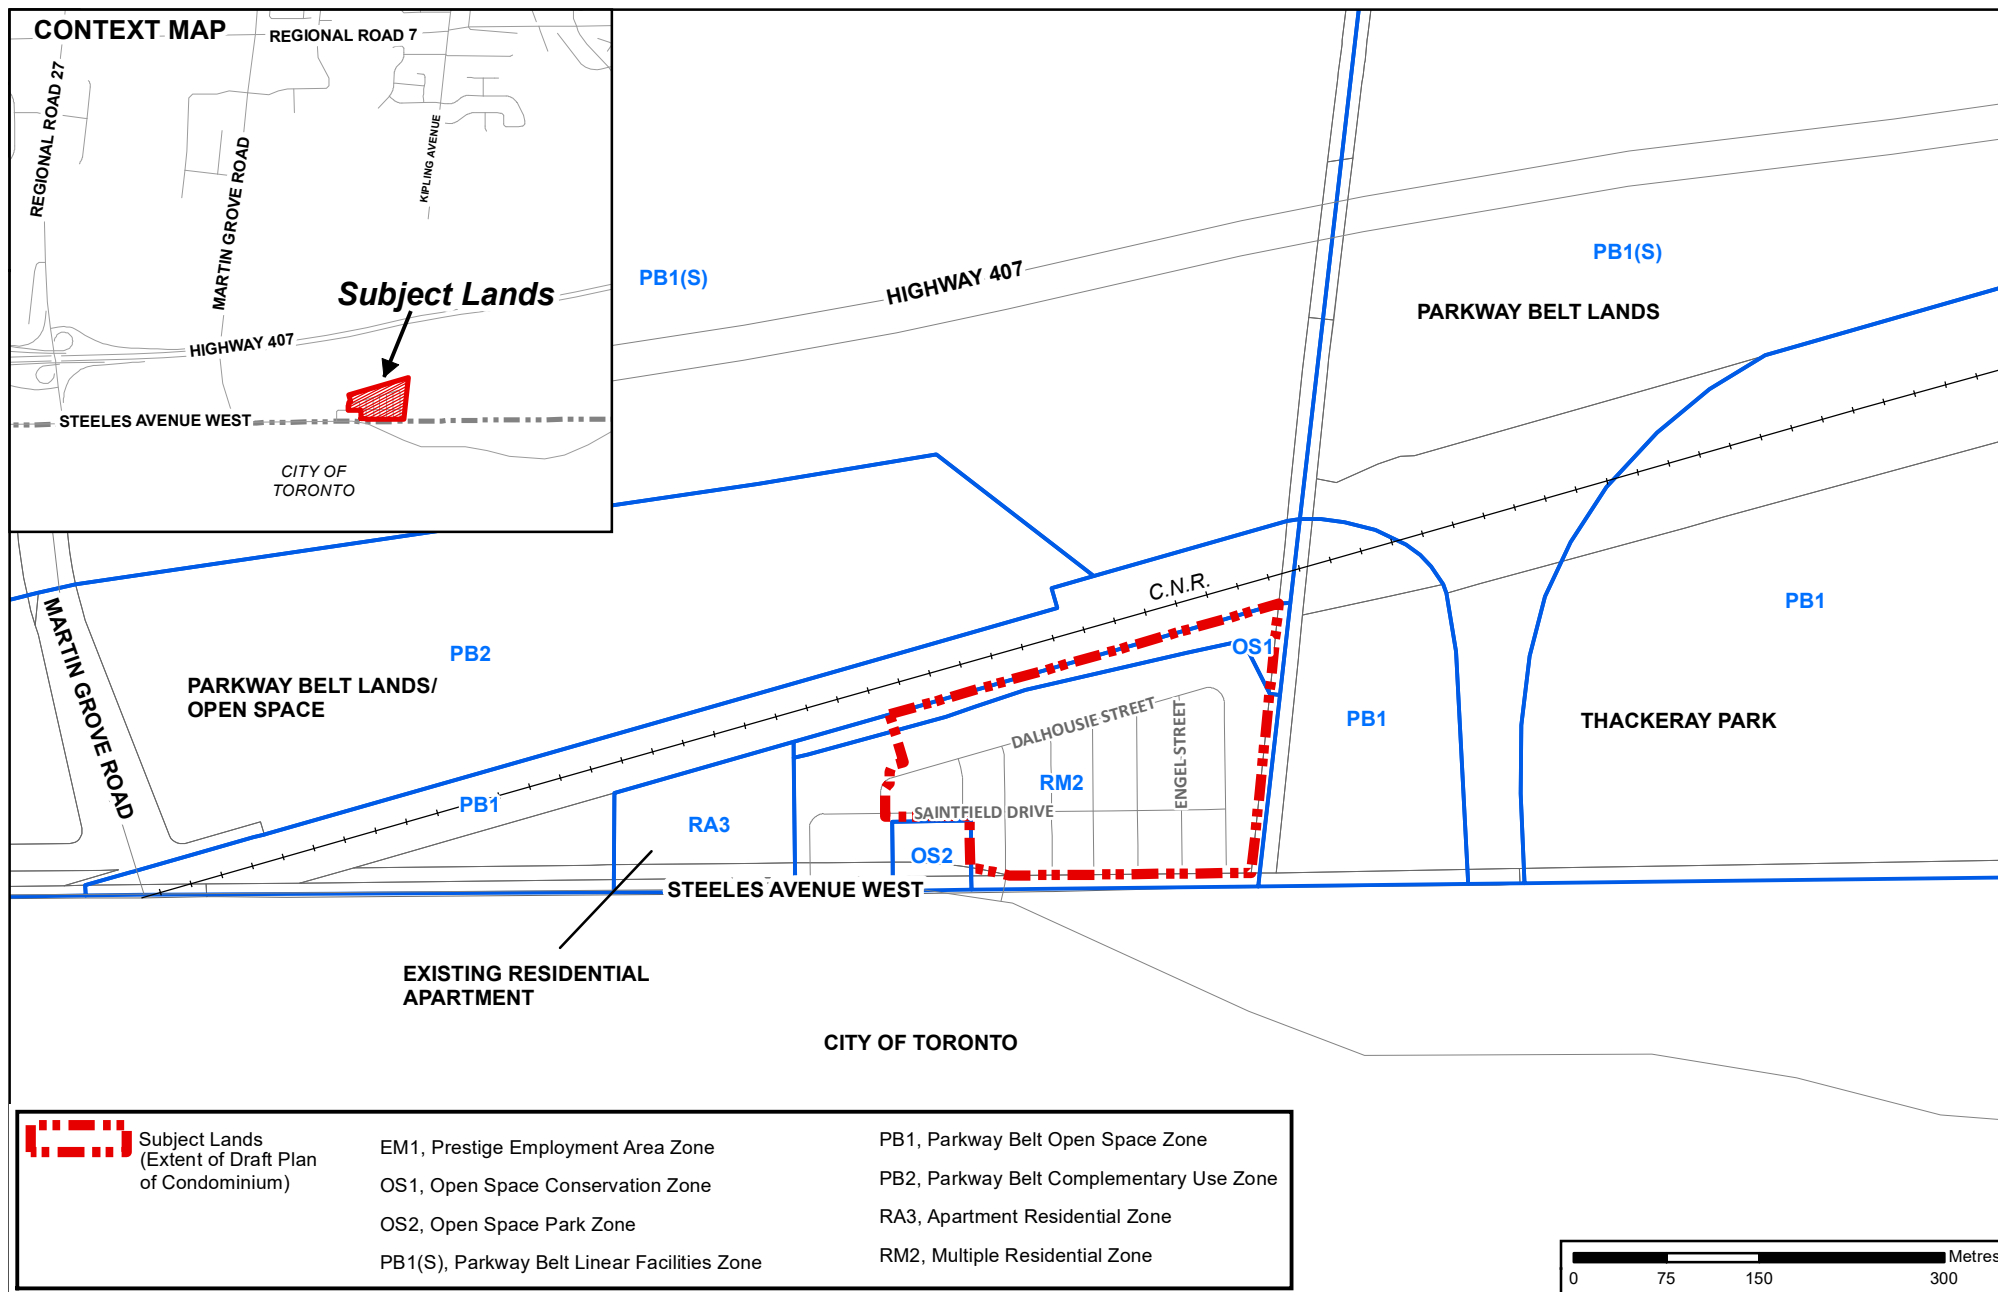 CONTEXT MAP
REGIONAL ROAD 7
REGIONAL ROAD 27
MARTIN GROVE ROAD
KIPLING AVENUE
Subject Lands
HIGHWAY 407
STEELES AVENUE WEST
CITY OF
TORONTO
PB1(S)
HIGHWAY 407
PB1(S)
PARKWAY BELT LANDS
C.N.R.
MARTIN GROVE ROAD
PB2
PARKWAY BELT LANDS/
OPEN SPACE
OS1
PB1
DALHOUSIE STREET
ENGEL STREET
PB1
THACKERAY PARK
RM2
PB1
RA3
SAINTFIELD DRIVE
OS2
STEELES AVENUE WEST
EXISTING RESIDENTIAL
APARTMENT
CITY OF TORONTO
Subject Lands
(Extent of Draft Plan
of Condominium)
EM1, Prestige Employment Area Zone
OS1, Open Space Conservation Zone
OS2, Open Space Park Zone
PB1(S), Parkway Belt Linear Facilities Zone
PB1, Parkway Belt Open Space Zone
PB2, Parkway Belt Complementary Use Zone
RA3, Apartment Residential Zone
RM2, Multiple Residential Zone
Metres
0 75 150 300